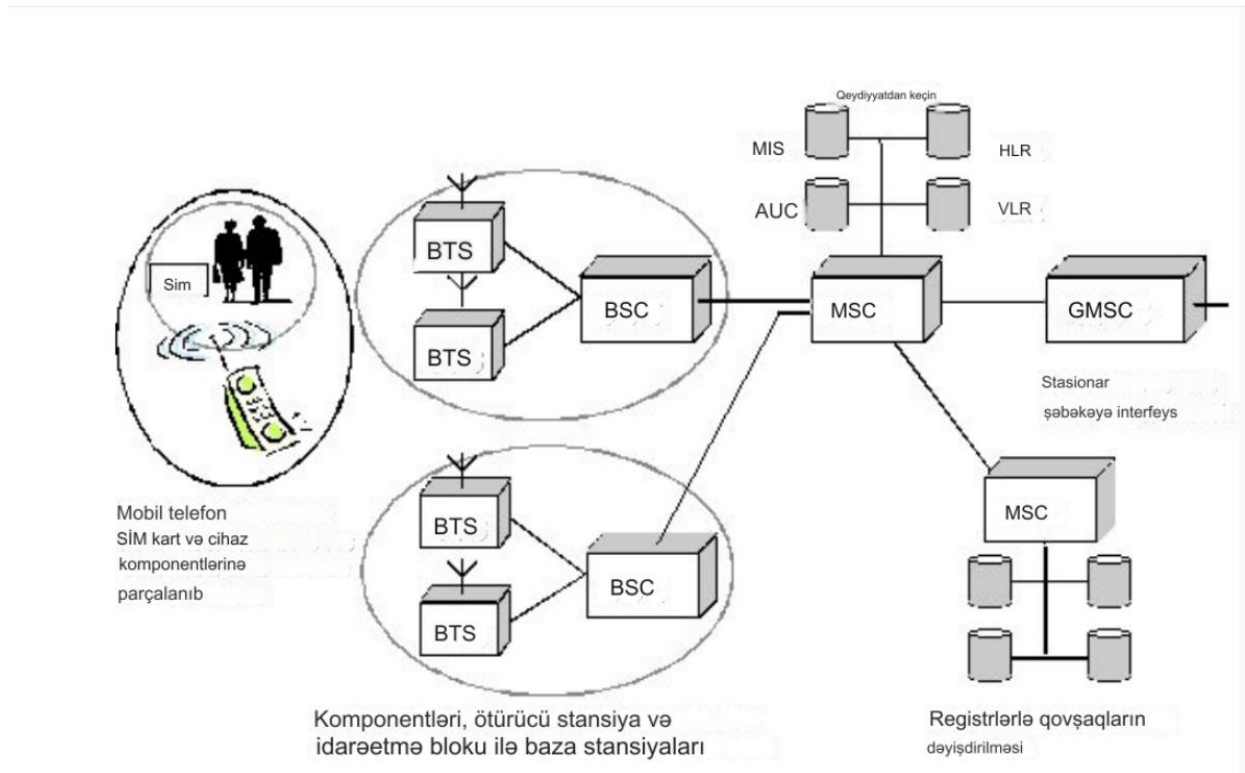 Qeydiyyatdan keçin
MIS
HLR
AUC
VLR
BTS
BTS
BSC
MSC
GMSC
Sim
Stasionar
şəbəkəyə interfeys
Mobil telefon
SİM kart və cihaz
komponentlərinə
parçalanıb
BTS
BTS
BSC
MSC
Komponentləri, ötürücü stansiya və
idarəetmə bloku ilə baza stansiyaları
Registrlərlə qovşaqların
dəyişdirilməsi